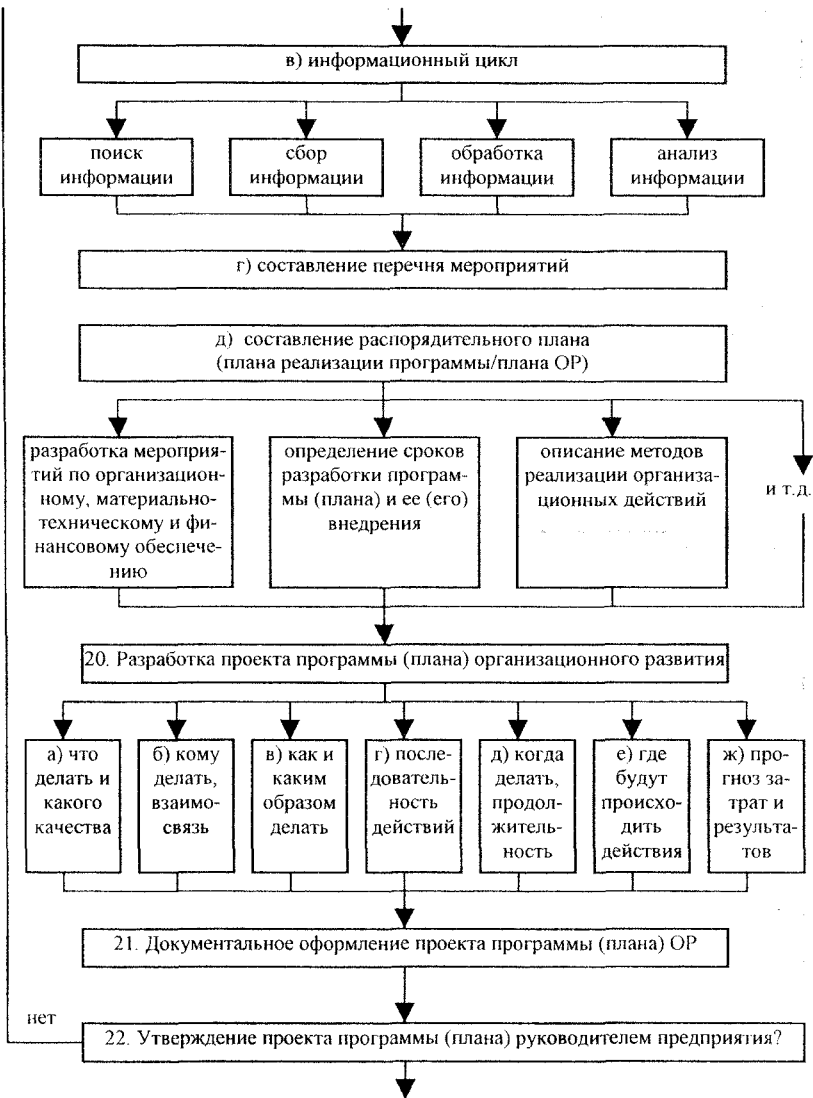 в) информационный цикл
поиск
информации
сбор
информации
обработка
информации
анализ
информации
г) составление перечня мероприятий
д) составление распорядительного плана
(плана реализации программы/плана ОР)
разработка мероприя-
тий по организацион-
ному, материально-
техническому и фи-
нансовому обеспече-
нию
определение сроков
разработки програм-
мы (плана) и ее (его)
внедрения
описание методов
реализации организа-
ционных действий
и т.д.
20. Разработка проекта программы (плана) организационного развития
а) что
делать и
какого
качества
б) кому
делать,
взаимо-
связь
в) как и
каким
образом
делать
г) после-
дователь-
ность
действий
д) когда
делать,
продол-
житель-
ность
е) где
будут
происхо-
дить
действия
ж) про-
гноз за-
трат и
результа-
тов
21. Документальное оформление проекта программы (плана) ОР
нет
22. Утверждение проекта программы (плана) руководителем предприятия?